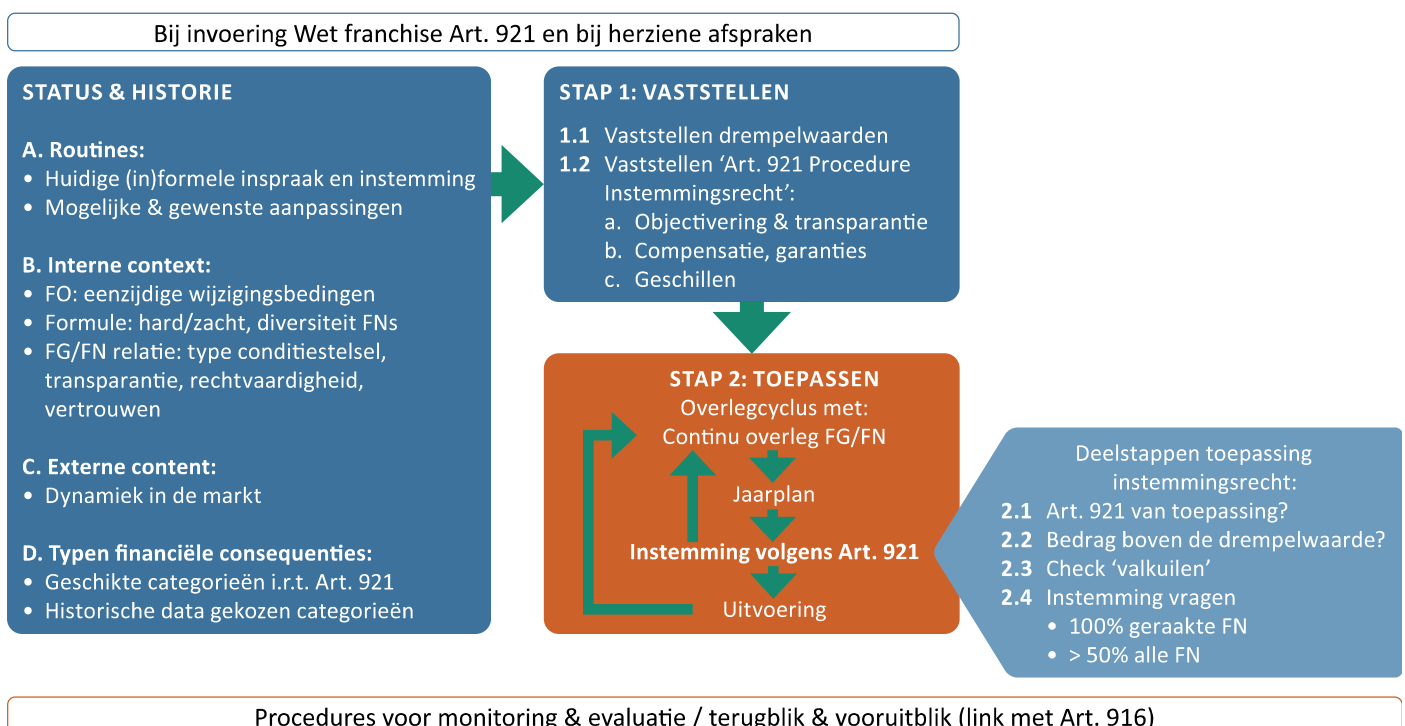 Bij invoering Wet franchise Art. 921 en bij herziene afspraken
STATUS & HISTORIE
A. Routines:
• Huidige (in)formele inspraak en instemming
• Mogelijke & gewenste aanpassingen
B. Interne context:
• FO: eenzijdige wijzigingsbedingen
• Formule: hard/zacht, diversiteit FNs
• FG/FN relatie: type conditiestelsel,
transparantie, rechtvaardigheid,
vertrouwen
C. Externe content:
• Dynamiek in de markt
D. Typen financiële consequenties:
• Geschikte categorieën i.r.t. Art. 921
• Historische data gekozen categorieën
STAP 1: VASTSTELLEN
1.1 Vaststellen drempelwaarden
1.2 Vaststellen ‘Art. 921 Procedure
Instemmingsrecht’:
a. Objectivering & transparantie
b. Compensatie, garanties
c. Geschillen
STAP 2: TOEPASSEN
Overlegcyclus met:
Continu overleg FG/FN
Jaarplan
Instemming volgens Art. 921
Uitvoering
Deelstappen toepassing
instemmingsrecht:
2.1 Art. 921 van toepassing?
2.2 Bedrag boven de drempelwaarde?
2.3 Check ‘valkuilen’
2.4 Instemming vragen
• 100% geraakte FN
• > 50% alle FN
Procedures voor monitoring & evaluatie / terugblik & vooruitblik (link met Art. 916)